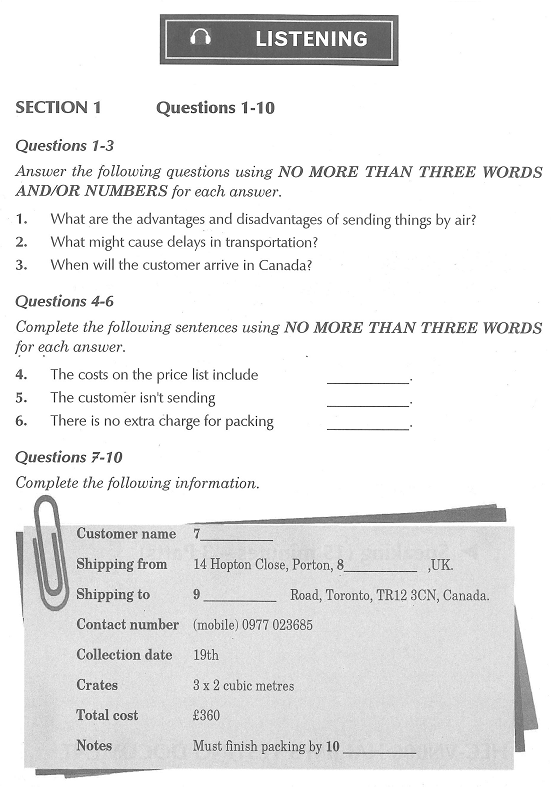 LISTENING
SECTION 1 Questions 1-10
Questions 1-3
Answer the following questions using NO MORE THAN THREE WORDS
AND/OR NUMBERS for each answer.
1. What are the advantages and disadvantages of sending things by air?
2. What might cause delays in transportation?
3. When will the customer arrive in Canada?
Questions 4-6
Complete the following sentences using NO MORE THAN THREE WORDS
for each answer.
4. The costs on the price list include __________.
5. The customer isn't sending __________.
6. There is no extra charge for packing __________.
Questions 7-10
Complete the following information.
Customer name 7__________
Shipping from 14 Hopton Close, Porton, 8__________ ,UK.
Shipping to 9 __________ Road, Toronto, TR12 3CN, Canada.
Contact number (mobile) 0977 023685
Collection date 19th
Crates 3 x 2 cubic metres
Total cost £360
Notes Must finish packing by 10 __________